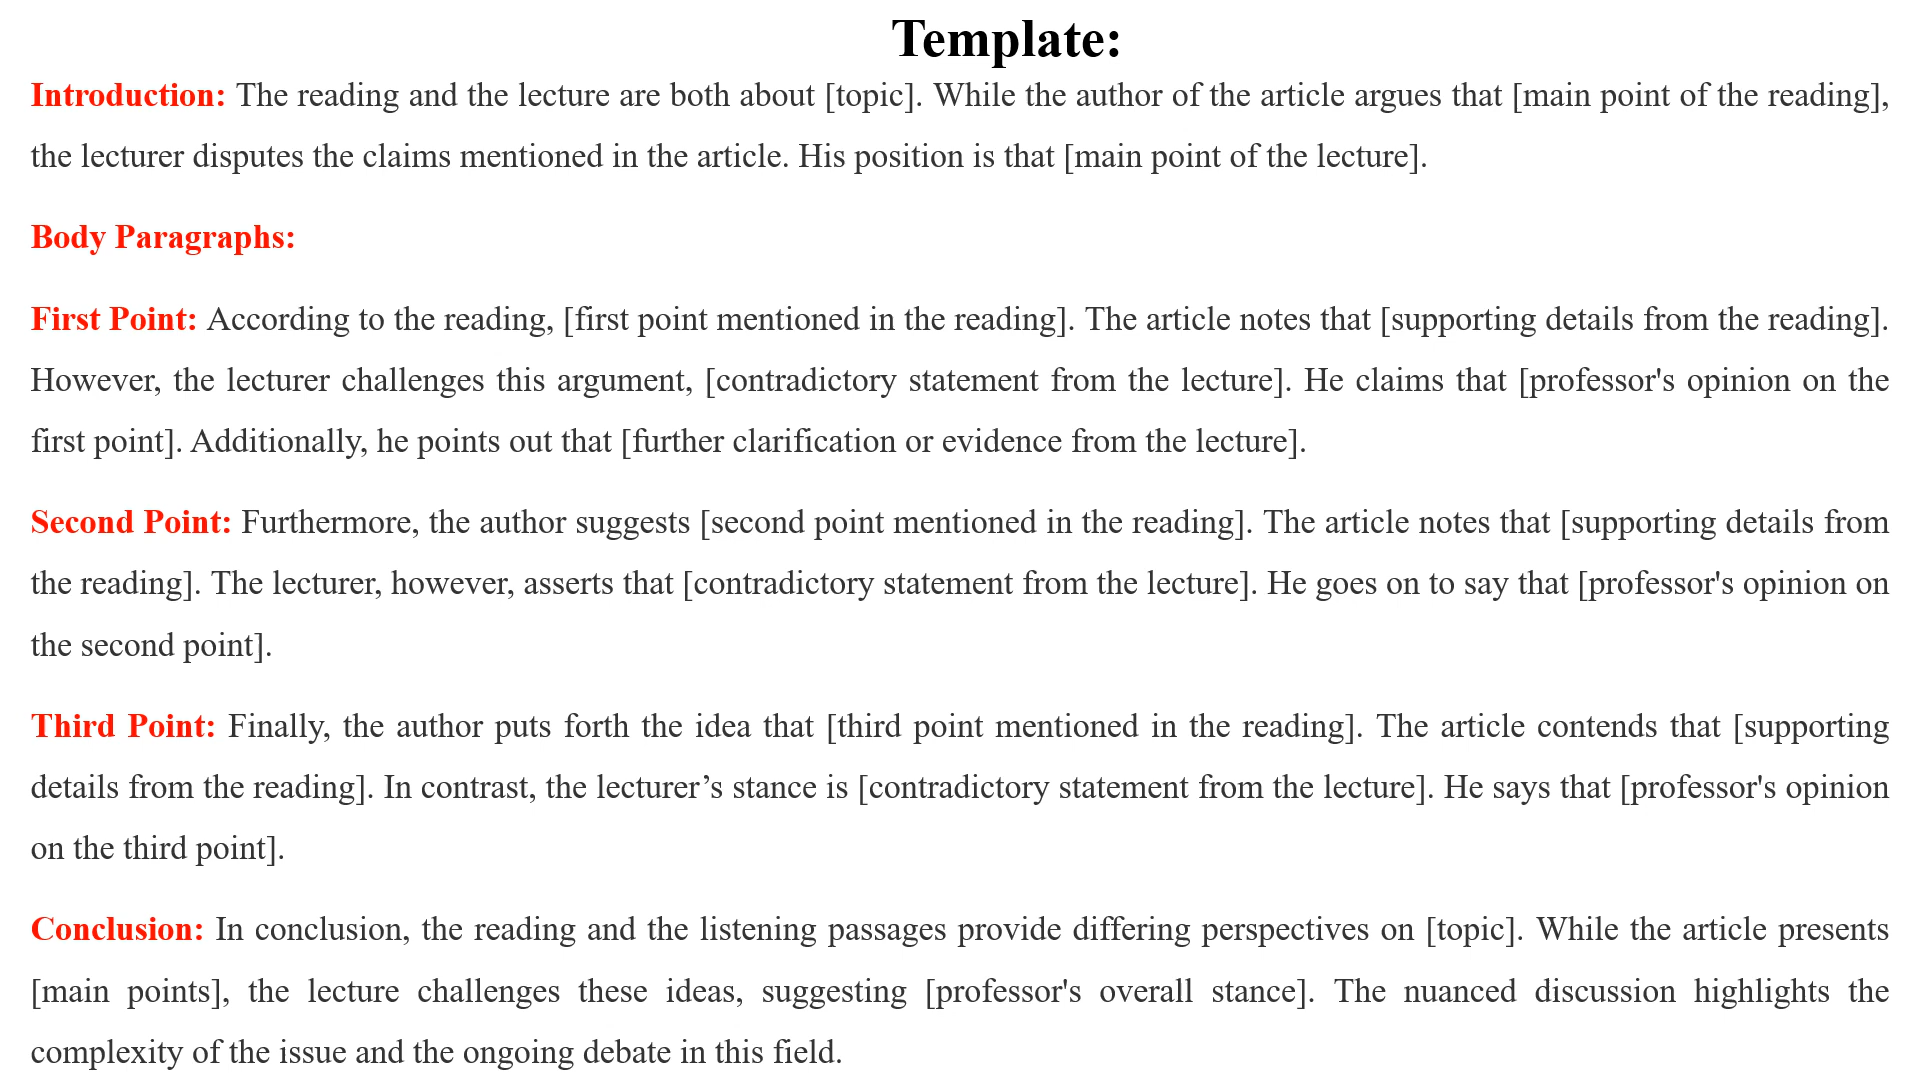 Template:
Introduction: The reading and the lecture are both about [topic]. While the author of the article argues that [main point of the reading],
the lecturer disputes the claims mentioned in the article. His position is that [main point of the lecture].
Body Paragraphs:
First Point: According to the reading, [first point mentioned in the reading]. The article notes that [supporting details from the reading].
However, the lecturer challenges this argument, [contradictory statement from the lecture]. He claims that [professor's opinion on the
first point]. Additionally, he points out that [further clarification or evidence from the lecture].
Second Point: Furthermore, the author suggests [second point mentioned in the reading]. The article notes that [supporting details from
the reading]. The lecturer, however, asserts that [contradictory statement from the lecture]. He goes on to say that [professor's opinion on
the second point].
Third Point: Finally, the author puts forth the idea that [third point mentioned in the reading]. The article contends that [supporting
details from the reading]. In contrast, the lecturer’s stance is [contradictory statement from the lecture]. He says that [professor's opinion
on the third point].
Conclusion: In conclusion, the reading and the listening passages provide differing perspectives on [topic]. While the article presents
[main points], the lecture challenges these ideas, suggesting [professor's overall stance]. The nuanced discussion highlights the
complexity of the issue and the ongoing debate in this field.